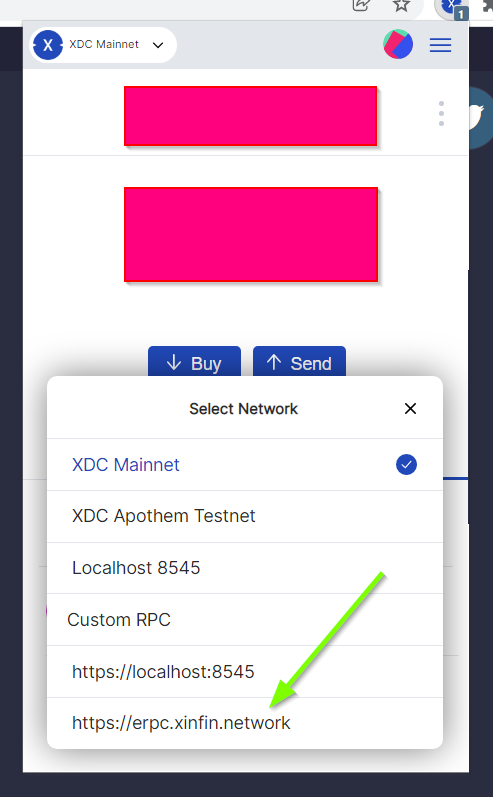 X
1
X XDC Mainnet
Buy
Send
Select Network
XDC Mainnet
XDC Apothem Testnet
Localhost 8545
Custom RPC
https://localhost:8545
https://erpc.xinfin.network